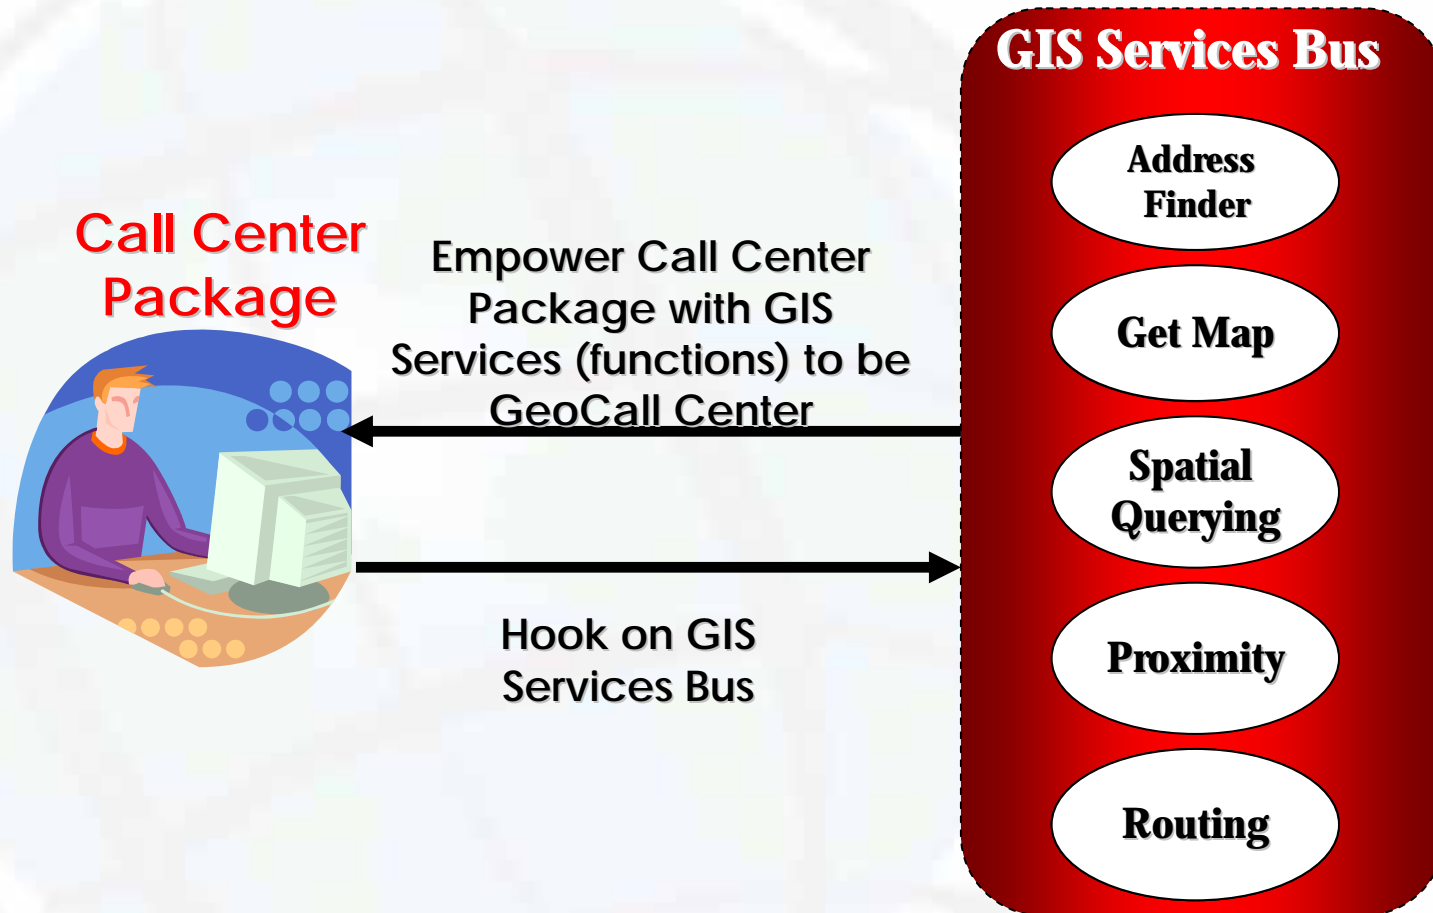 GIS Services Bus
Call Center
Package
Empower Call Center
Package with GIS
Services (functions) to be
GeoCall Center
Hook on GIS
Services Bus
Address
Finder
Get Map
Spatial
Querying
Proximity
Routing